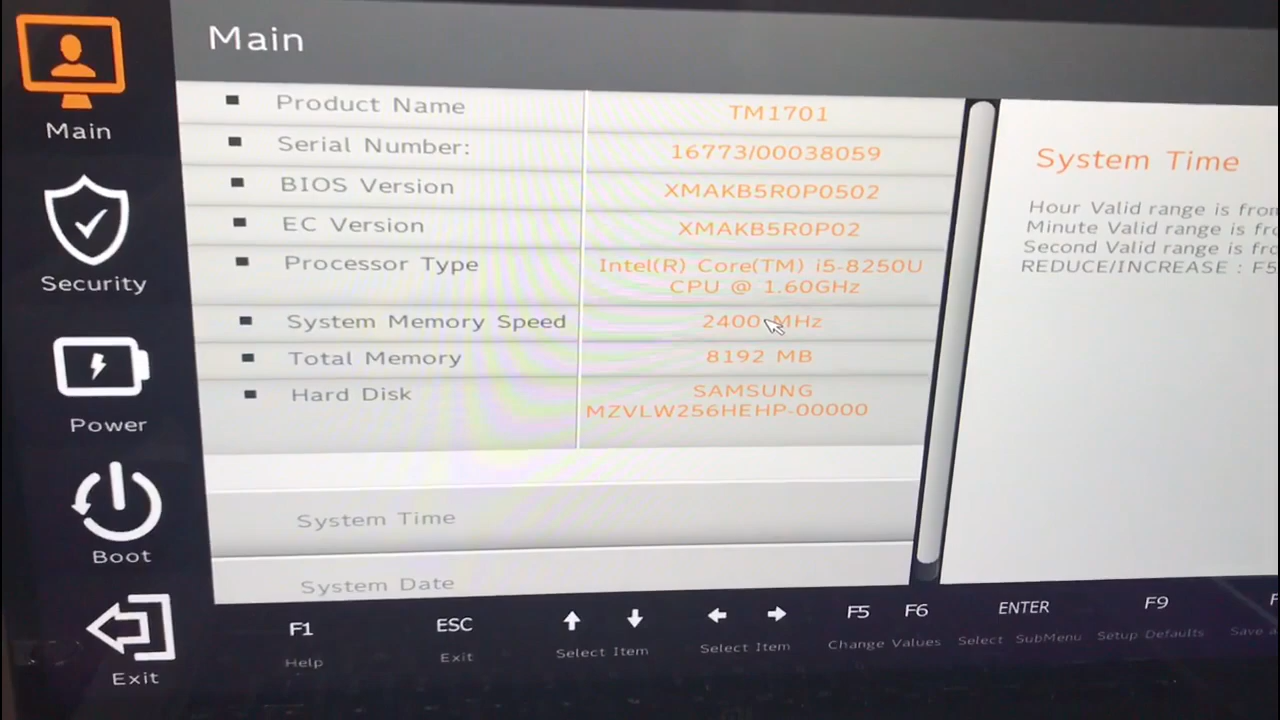 Main
Main
Security
Power
Boot
Exit
Product Name TM1701
Serial Number: 16773/00038059
BIOS Version XMAKB5R0P0502
EC Version XMAKB5R0P02
Processor Type Intel(R) Core(TM) i5-8250U
CPU @ 1.60GHz
System Memory Speed 2400 MHz
Total Memory 8192 MB
Hard Disk SAMSUNG
MZVLW256HEHP-00000
System Time
System Date
System Time
Hour Valid range is from
Minute Valid range is
Second Valid range is
REDUCE/INCREASE : F5
F1 ESC F5 F6 ENTER F9
Help Exit Select Item Select Item Change Values Select SubMenu Setup Defaults Save